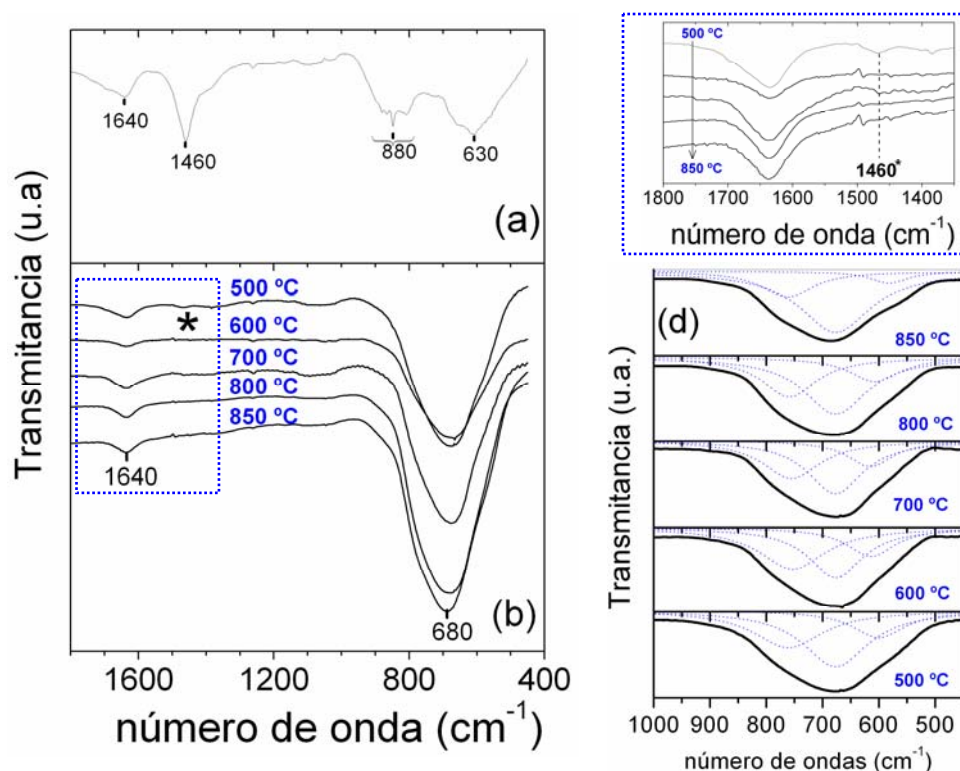 1640
1460
880
630
(a)
500 ºC
600 ºC
700 ºC
800 ºC
850 ºC
*
1640
680
(b)
Transmitancia (u.a)
1600 1200 800 400
número de onda (cm-1)
500 ºC
850 ºC
1460*
1800 1700 1600 1500 1400
número de onda (cm-1)
(d)
850 ºC
800 ºC
700 ºC
600 ºC
500 ºC
Transmitancia (u.a.)
1000 900 800 700 600 500
número de ondas (cm-1)